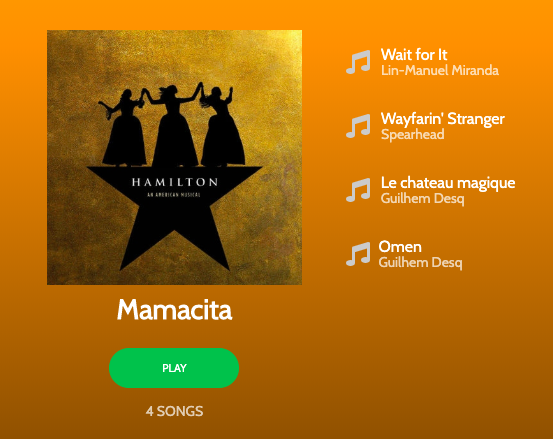 HAMILTON
AN AMERICAN MUSICAL
Mamacita
PLAY
4 SONGS
Wait for It
Lin-Manuel Miranda
Wayfarin' Stranger
Spearhead
Le chateau magique
Guilhem Desq
Omen
Guilhem Desq